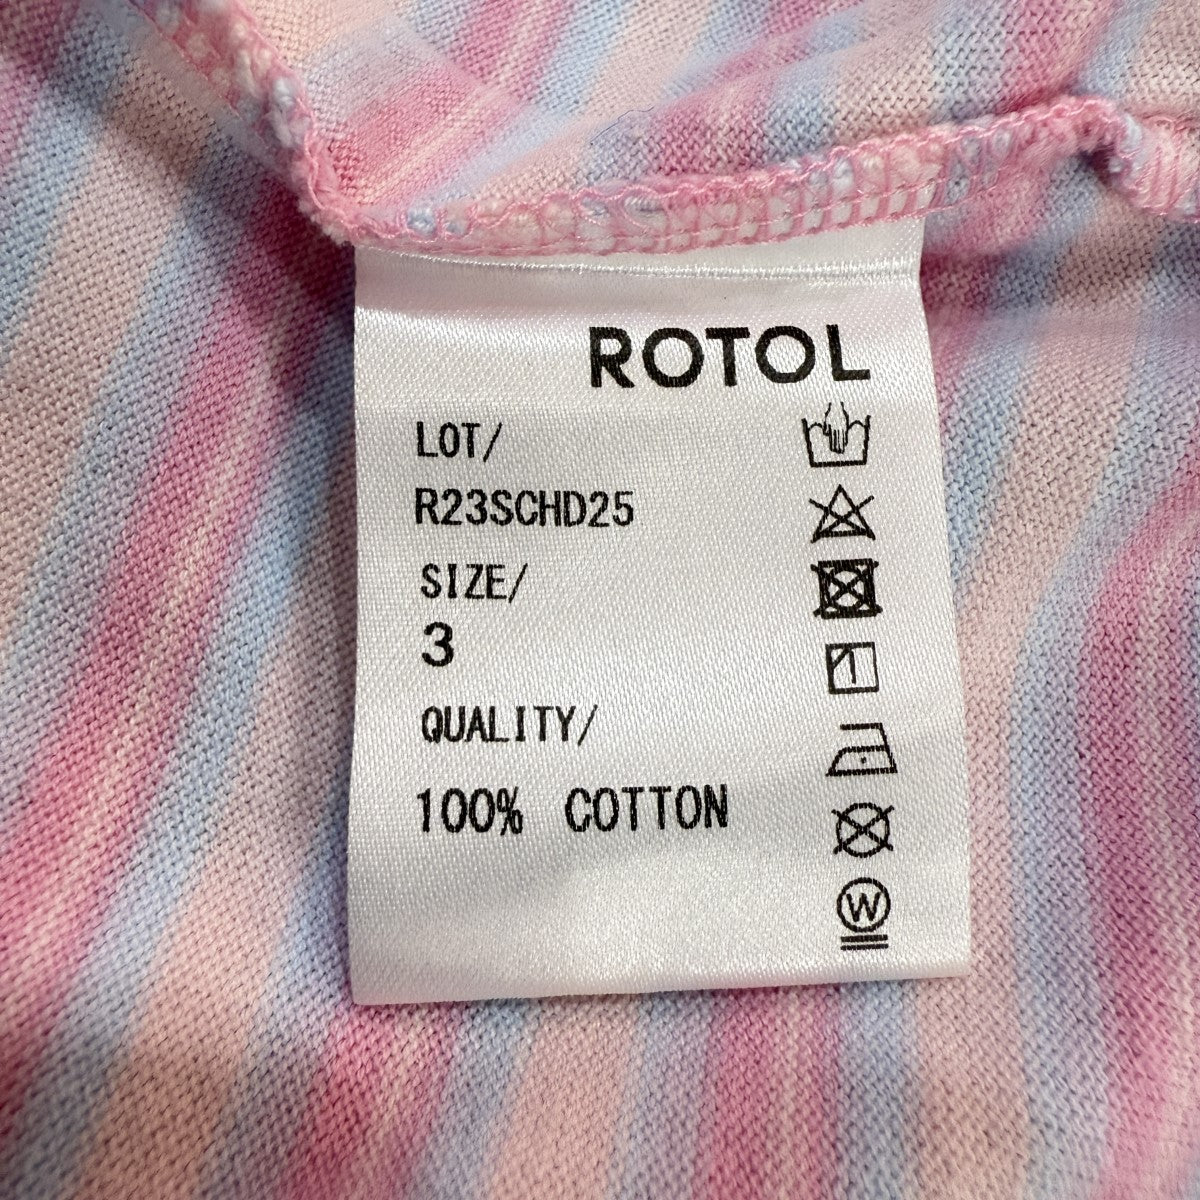 ROTOL
LOT/
R23SCHD25
SIZE/
3
QUALITY/
100% COTTON
W